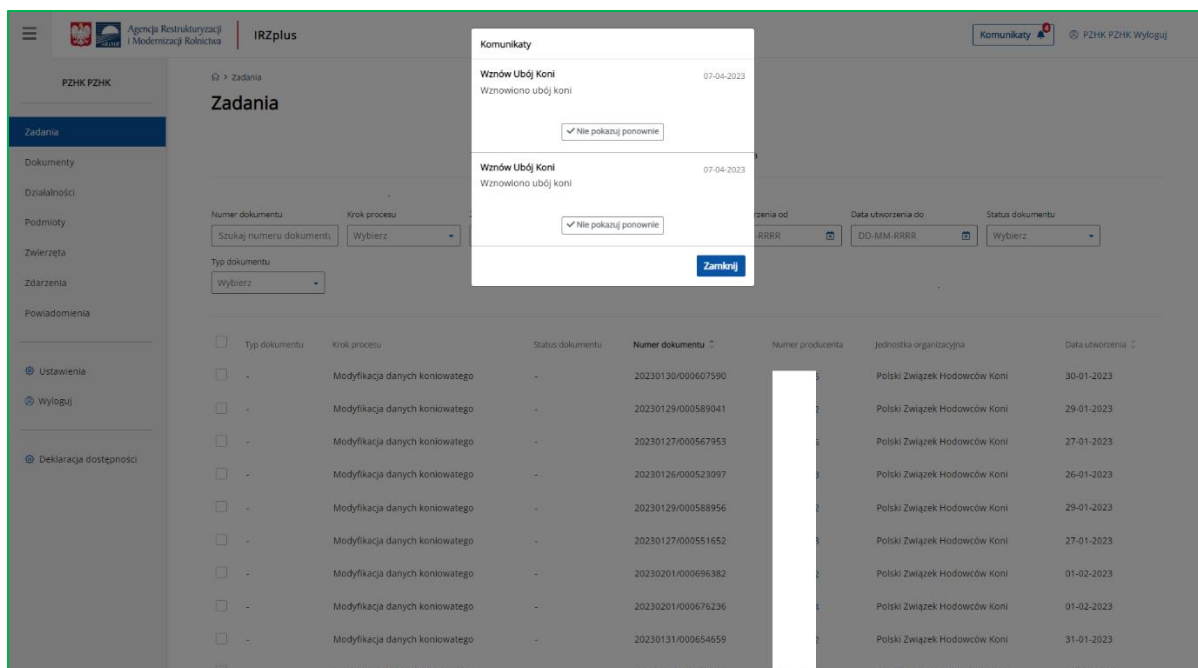 Agencja Restrukturyzacji
i Modernizacji Rolnictwa
IRZplus
Komunikaty
PZHK PZHK Wyloguj
PZHK PZHK
Zadania
Dokumenty
Działalności
Podmioty
Zwierzęta
Zdarzenia
Powiadomienia
Ustawienia
Wyloguj
Deklaracja dostępności
> Zadania
Zadania
Komunikaty
Wznów Ubój Koni 07-04-2023
Wznowiono ubój koni
Nie pokazuj ponownie
Wznów Ubój Koni 07-04-2023
Wznowiono ubój koni
Nie pokazuj ponownie
Zamknij
Numer dokumentu Krok procesu Data utworzenia do Status dokumentu
Szukaj numeru dokumentu Wybierz -RRRR DD-MM-RRRR Wybierz
Typ dokumentu
Wybierz
Typ dokumentu Krok procesu Status dokumentu Numer dokumentu Numer producenta Jednostka organizacyjna Data utworzenia
- Modyfikacja danych koniowatego - 20230130/000607590 Polski Związek Hodowców Koni 30-01-2023
- Modyfikacja danych koniowatego - 20230129/000589041 Polski Związek Hodowców Koni 29-01-2023
- Modyfikacja danych koniowatego - 20230127/000567953 Polski Związek Hodowców Koni 27-01-2023
- Modyfikacja danych koniowatego - 20230126/000523097 Polski Związek Hodowców Koni 26-01-2023
- Modyfikacja danych koniowatego - 20230129/000588956 Polski Związek Hodowców Koni 29-01-2023
- Modyfikacja danych koniowatego - 20230127/000551652 Polski Związek Hodowców Koni 27-01-2023
- Modyfikacja danych koniowatego - 20230201/000696382 Polski Związek Hodowców Koni 01-02-2023
- Modyfikacja danych koniowatego - 20230201/000676236 Polski Związek Hodowców Koni 01-02-2023
- Modyfikacja danych koniowatego - 20230131/000654659 Polski Związek Hodowców Koni 31-01-2023